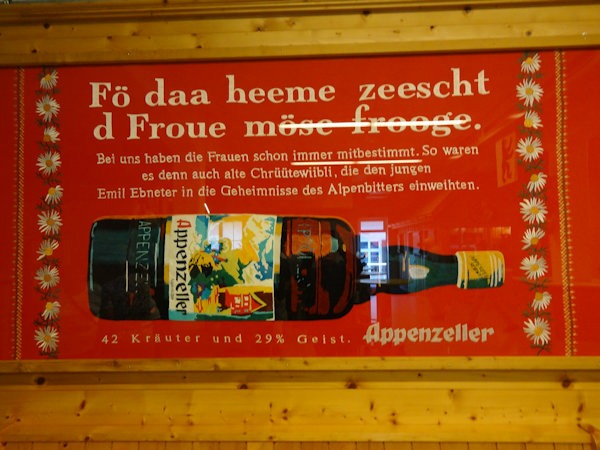 Fö daa heeme zeescht
d Froue möse frooge.
Bei uns haben die Frauen schon immer mitbestimmt. So waren
es denn auch alte Chrüütewiibli, die den jungen
Emil Ebneter in die Geheimnisse des Alpenbitters einweihten.
APPENZE
Appenzeller
42 Kräuter und 29% Geist.
Appenzeller